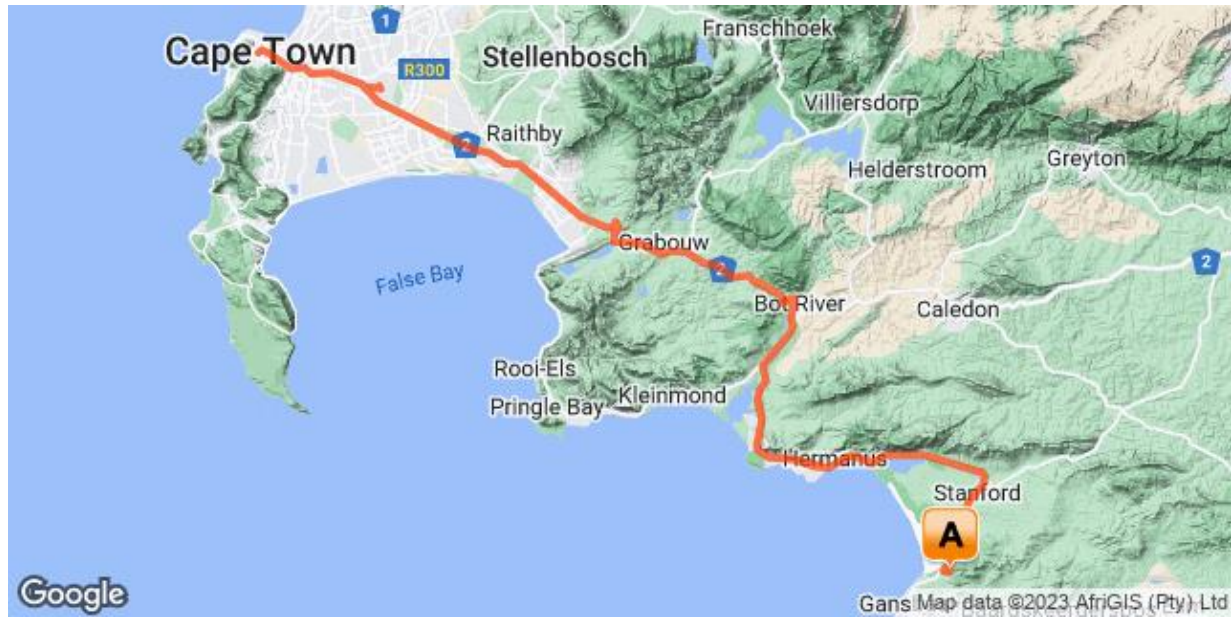 Franschhoek
1
Cape Town
Stellenbosch
R300
Villiersdorp
Raithby
2
Greyton
Helderstroom
Grabouw
2
2
False Bay
Bot River
Caledon
Rooi-Els
Kleinmond
Pringle Bay
Hermanus
Stanford
A
Google
Gans
Map data ©2023 AfriGIS (Pty) Ltd